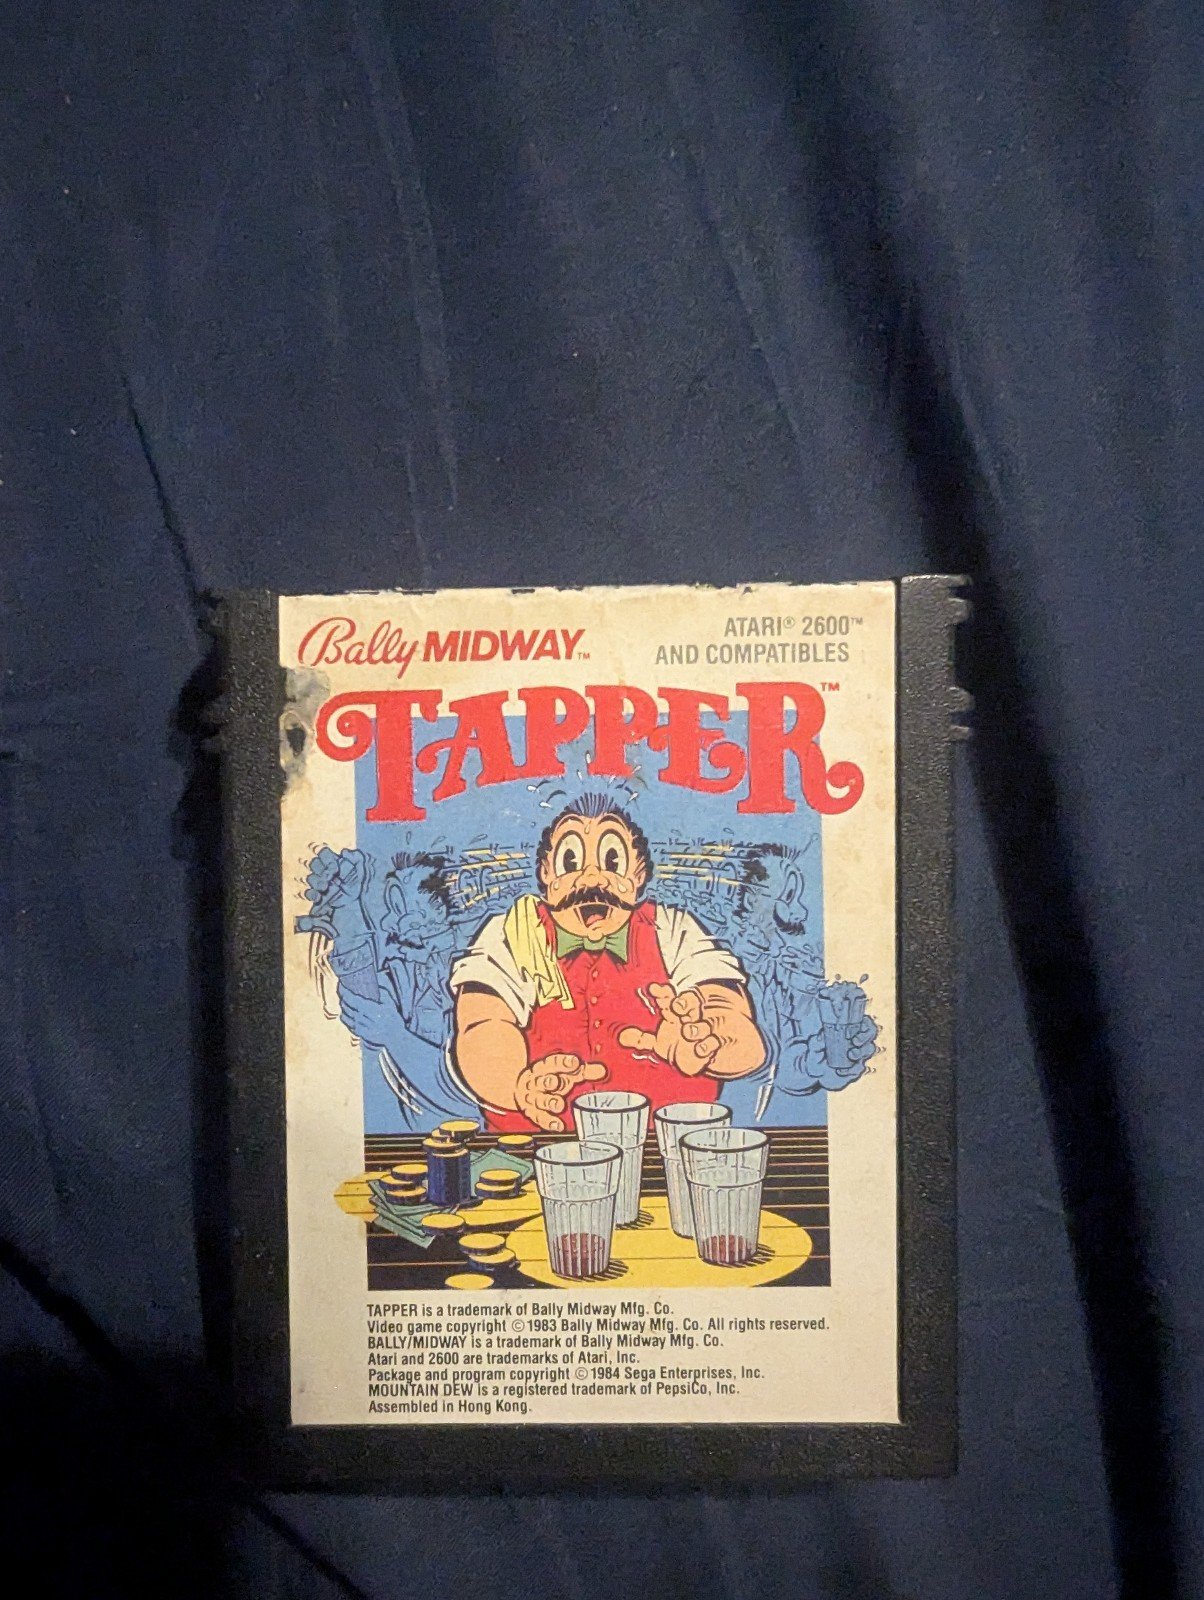 Bally MIDWAY™
ATARI® 2600™
AND COMPATIBLES
TAPPER™
TAPPER is a trademark of Bally Midway Mfg. Co.
Video game copyright ©1983 Bally Midway Mfg. Co. All rights reserved.
BALLY/MIDWAY is a trademark of Bally Midway Mfg. Co.
Atari and 2600 are trademarks of Atari, Inc.
Package and program copyright ©1984 Sega Enterprises, Inc.
MOUNTAIN DEW is a registered trademark of PepsiCo, Inc.
Assembled in Hong Kong.